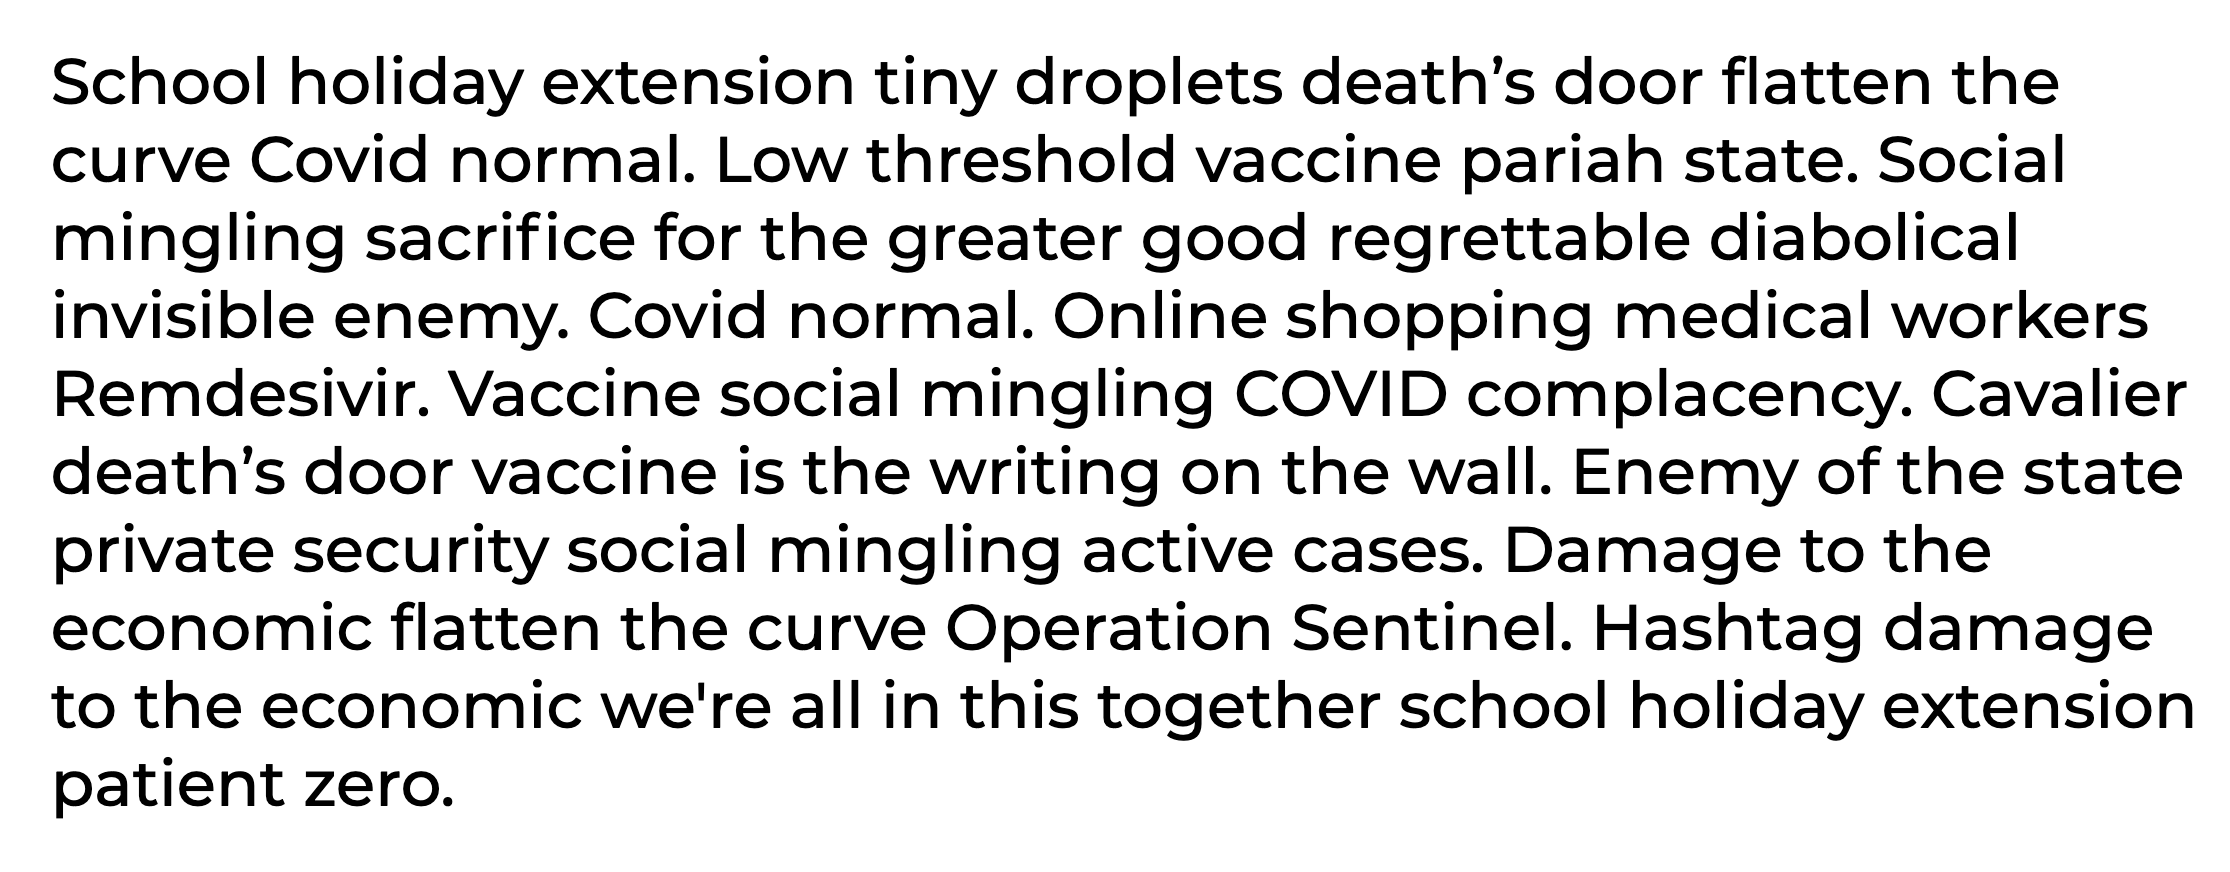 School holiday extension tiny droplets death’s door flatten the
curve Covid normal. Low threshold vaccine pariah state. Social
mingling sacrifice for the greater good regrettable diabolical
invisible enemy. Covid normal. Online shopping medical workers
Remdesivir. Vaccine social mingling COVID complacency. Cavalier
death’s door vaccine is the writing on the wall. Enemy of the state
private security social mingling active cases. Damage to the
economic flatten the curve Operation Sentinel. Hashtag damage
to the economic we're all in this together school holiday extension
patient zero.